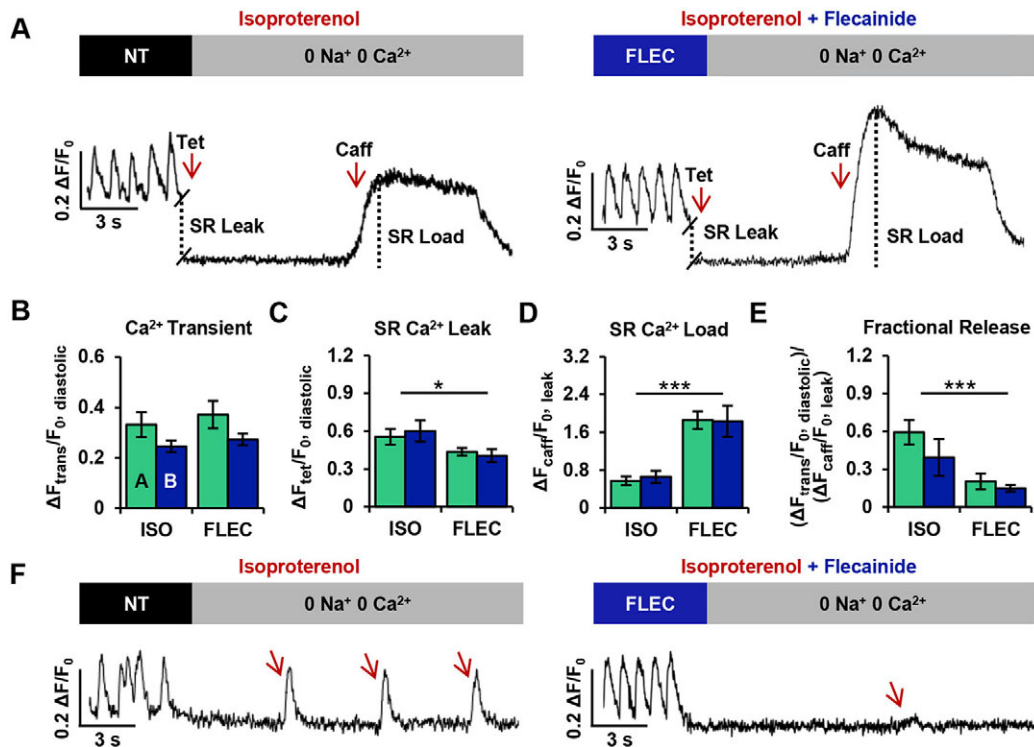 A
Isoproterenol
NT
0 Na⁺ 0 Ca²⁺
0.2 ΔF/F₀
3 s
Tet
SR Leak
Caff
SR Load
Isoproterenol + Flecainide
FLEC
0 Na⁺ 0 Ca²⁺
0.2 ΔF/F₀
3 s
Tet
SR Leak
Caff
SR Load
B
Ca²⁺ Transient
ΔF_trans/F₀, diastolic
0.6
0.4
0.2
0
A
B
ISO
FLEC
C
SR Ca²⁺ Leak
ΔF_tet/F₀, diastolic
1.2
0.9
0.6
0.3
0
*
ISO
FLEC
D
SR Ca²⁺ Load
ΔF_caff/F₀, leak
3.2
2.4
1.6
0.8
0
***
ISO
FLEC
E
Fractional Release
(ΔF_trans/F₀, diastolic)/
(ΔF_caff/F₀, leak)
1.2
0.9
0.6
0.3
0
***
ISO
FLEC
F
Isoproterenol
NT
0 Na⁺ 0 Ca²⁺
0.2 ΔF/F₀
3 s
Isoproterenol + Flecainide
FLEC
0 Na⁺ 0 Ca²⁺
0.2 ΔF/F₀
3 s